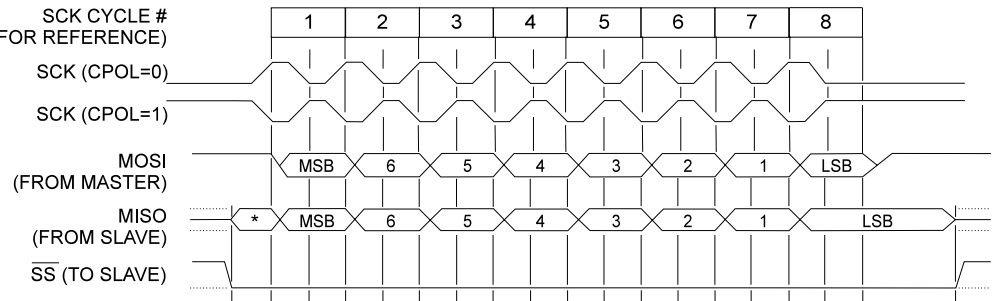 SCK CYCLE # 1 2 3 4 5 6 7 8
FOR REFERENCE)
SCK (CPOL=0)
SCK (CPOL=1)
MOSI MSB 6 5 4 3 2 1 LSB
(FROM MASTER)
MISO * MSB 6 5 4 3 2 1 LSB
(FROM SLAVE)
SS (TO SLAVE)